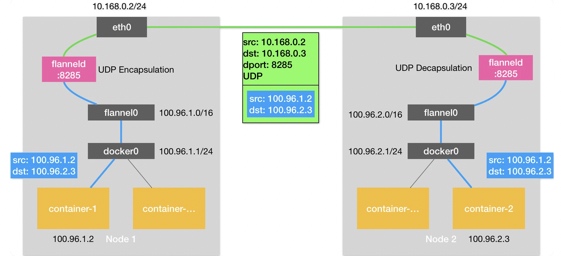 10.168.0.2/24
10.168.0.3/24
eth0
eth0
src: 10.168.0.2
dst: 10.168.0.3
dport: 8285
UDP
src: 100.96.1.2
dst: 100.96.2.3
flanneld
:8285
UDP Encapsulation
UDP Decapsulation
flanneld
:8285
flannel0
100.96.1.0/16
100.96.2.0/16
flannel0
docker0
100.96.1.1/24
100.96.2.1/24
docker0
src: 100.96.1.2
dst: 100.96.2.3
src: 100.96.1.2
dst: 100.96.2.3
container-1
container-...
container-...
container-2
100.96.1.2
Node 1
Node 2
100.96.2.3